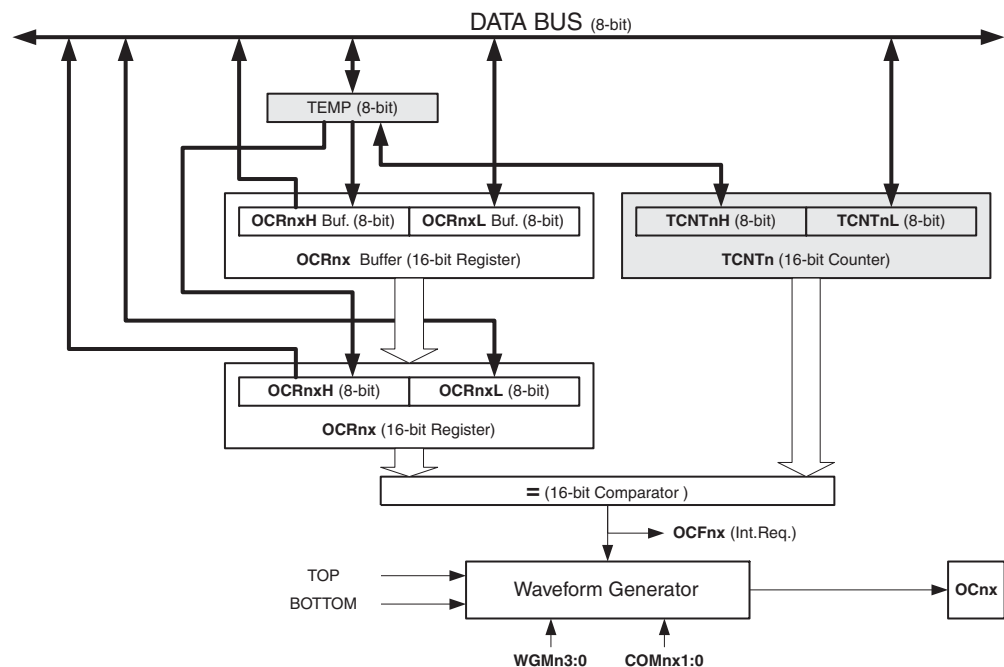 DATA BUS (8-bit)
TEMP (8-bit)
OCRnxH Buf. (8-bit) OCRnxL Buf. (8-bit)
OCRnx Buffer (16-bit Register)
TCNTnH (8-bit) TCNTnL (8-bit)
TCNTn (16-bit Counter)
OCRnxH (8-bit) OCRnxL (8-bit)
OCRnx (16-bit Register)
= (16-bit Comparator )
OCFnx (Int.Req.)
TOP
BOTTOM
Waveform Generator
OCnx
WGMn3:0 COMnx1:0